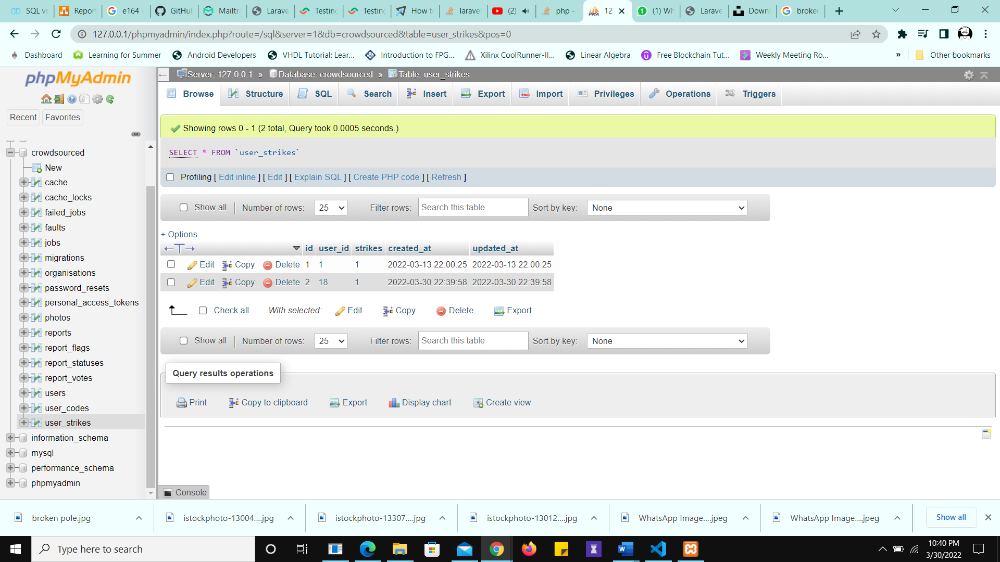 SQL vs
Report
e164 -
GitHub
Mailtra
Larave
Testing
Testing
How to
laravel
(2)
php -
12
(1) Wh
Larave
Downl
broker
127.0.0.1/phpmyadmin/index.php?route=/sql&server=1&db=crowdsourced&table=user_strikes&pos=0
Dashboard
Learning for Summer
Android Developers
VHDL Tutorial: Lear...
Introduction to FPG...
Xilinx CoolRunner-II...
Linear Algebra
Free Blockchain Tut...
Weekly Meeting Ro...
»
Other bookmarks
phpMyAdmin
Recent
Favorites
crowdsourced
New
cache
cache_locks
failed_jobs
faults
jobs
migrations
organisations
password_resets
personal_access_tokens
photos
reports
report_flags
report_statuses
report_votes
users
user_codes
user_strikes
information_schema
mysql
performance_schema
phpmyadmin
Server: 127.0.0.1 » Database: crowdsourced » Table: user_strikes
Browse
Structure
SQL
Search
Insert
Export
Import
Privileges
Operations
Triggers
Showing rows 0 - 1 (2 total, Query took 0.0005 seconds.)
SELECT * FROM `user_strikes`
Profiling [ Edit inline ] [ Edit ] [ Explain SQL ] [ Create PHP code ] [ Refresh ]
Show all Number of rows: 25 Filter rows: Search this table Sort by key: None
+ Options
id user_id strikes created_at updated_at
Edit Copy Delete 1 1 1 2022-03-13 22:00:25 2022-03-13 22:00:25
Edit Copy Delete 2 18 1 2022-03-30 22:39:58 2022-03-30 22:39:58
Check all With selected: Edit Copy Delete Export
Show all Number of rows: 25 Filter rows: Search this table Sort by key: None
Query results operations
Print Copy to clipboard Export Display chart Create view
Console
broken pole.jpg
istockphoto-13004....jpg
istockphoto-13307....jpg
istockphoto-13012....jpg
WhatsApp Image....jpeg
WhatsApp Image....jpeg
Show all
Type here to search
10:40 PM
3/30/2022